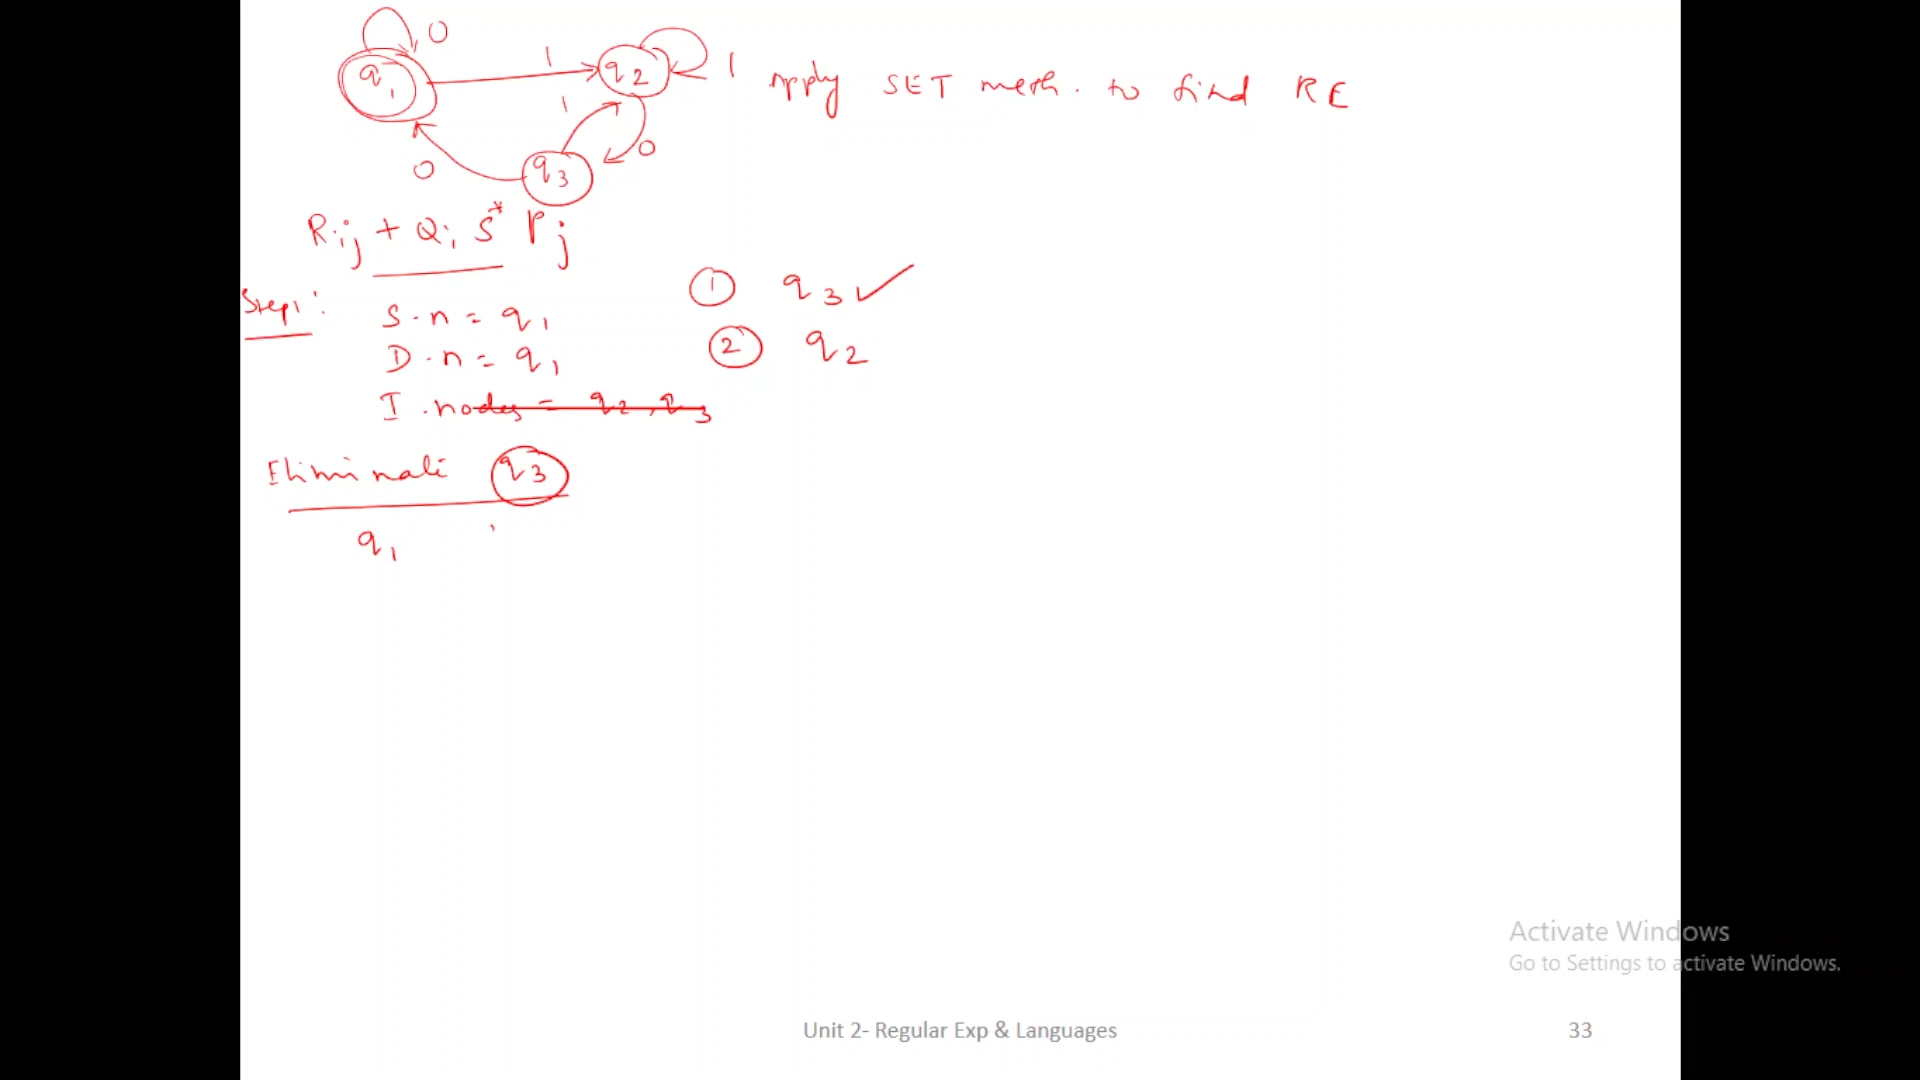 0
q1
1
q2
1
apply SET meth. to find RE
1
0
0
q3
Rij + Qi S* Pj
Step1:
S.n = q1
D.n = q1
I.nodes = q2, q3
① q3 ✓
② q2
Eliminate q3
q1
Activate Windows
Go to Settings to activate Windows.
Unit 2- Regular Exp & Languages
33